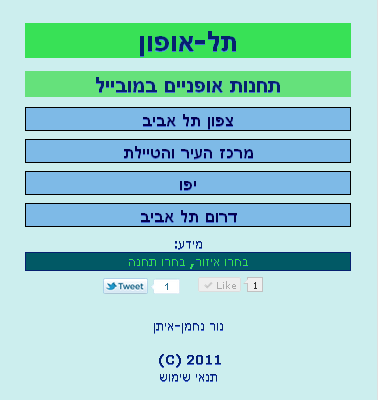 תל-אופון
תחנות אופניים במובייל
צפון תל אביב
מרכז העיר והטיילת
יפו
דרום תל אביב
מידע:
בחרו איזור, בחרו תחנה
Tweet 1 Like 1
נור נחמן-איתן
(C) 2011
תנאי שימוש